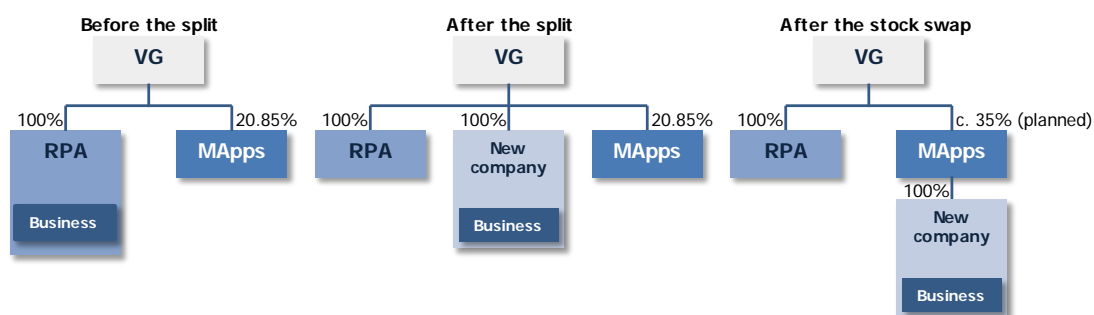 Before the split
VG
100%
20.85%
RPA
MApps
Business
After the split
VG
100%
100%
20.85%
RPA
New
company
MApps
Business
After the stock swap
VG
100%
c. 35% (planned)
RPA
MApps
100%
New
company
Business